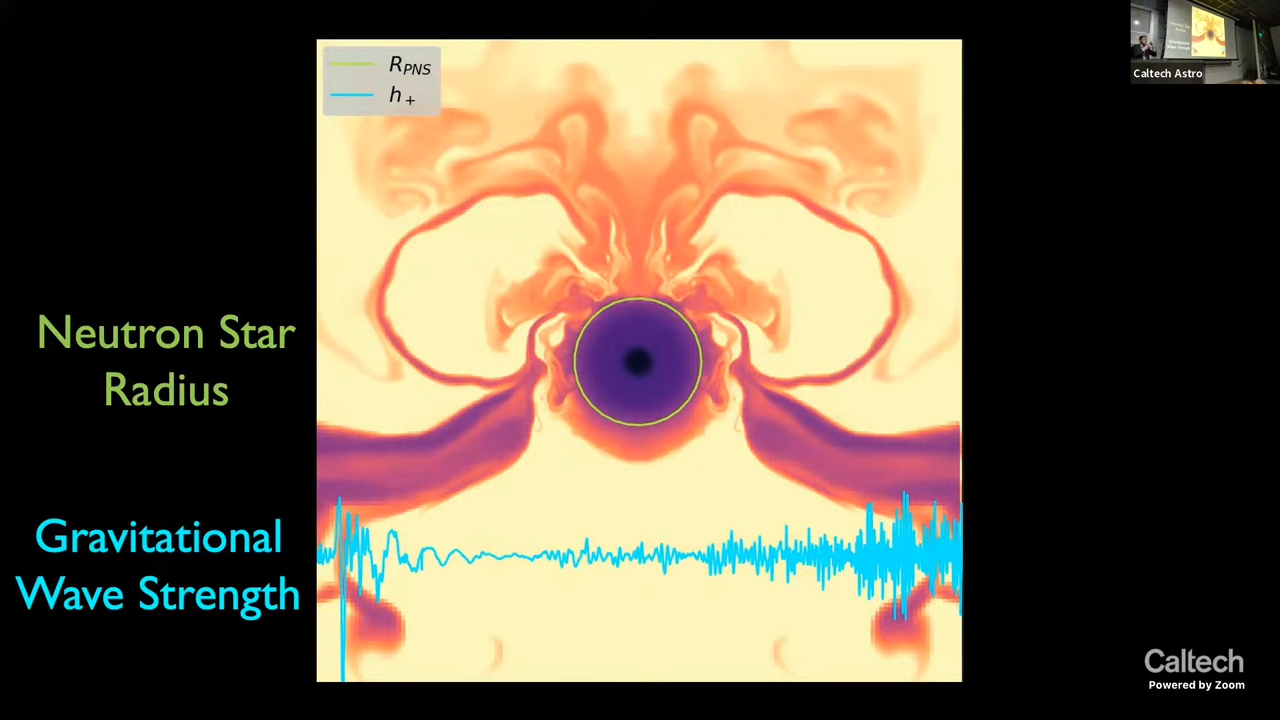 R_PNS
h_+
Neutron Star
Radius
Gravitational
Wave Strength
Caltech Astro
Caltech
Powered by Zoom